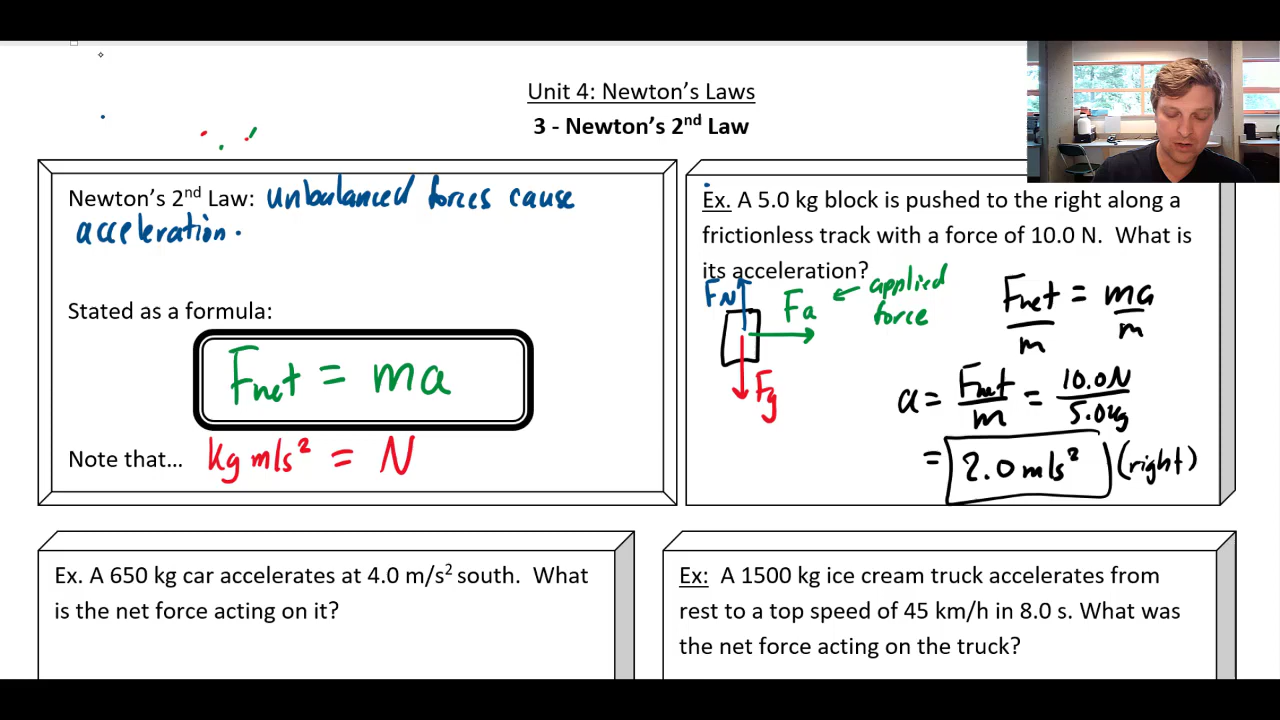 Unit 4: Newton's Laws
3 - Newton's 2nd Law
Newton's 2nd Law: unbalanced forces cause
acceleration.
Stated as a formula:
Fnet = ma
Note that... kg m/s² = N
Ex. A 5.0 kg block is pushed to the right along a
frictionless track with a force of 10.0 N. What is
its acceleration?
FN
Fa
applied
force
Fg
Fnet/m = ma/m
a = Fnet/m = 10.0N/5.0kg
= 2.0 m/s² (right)
Ex. A 650 kg car accelerates at 4.0 m/s² south. What
is the net force acting on it?
Ex: A 1500 kg ice cream truck accelerates from
rest to a top speed of 45 km/h in 8.0 s. What was
the net force acting on the truck?